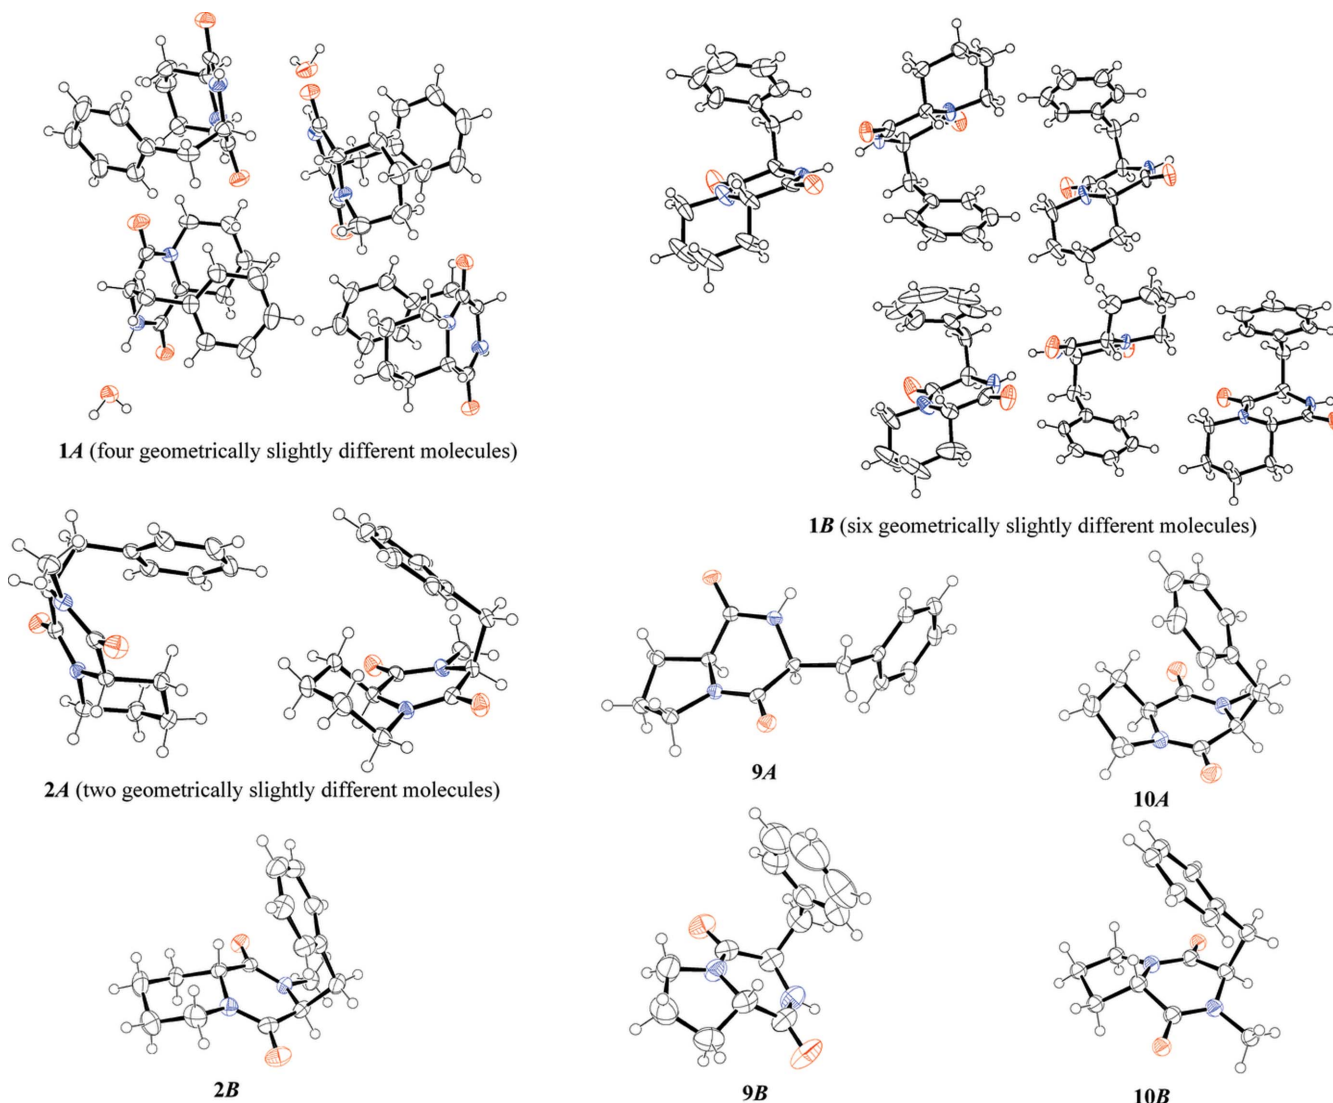 1A (four geometrically slightly different molecules)
1B (six geometrically slightly different molecules)
2A (two geometrically slightly different molecules)
9A
10A
2B
9B
10B